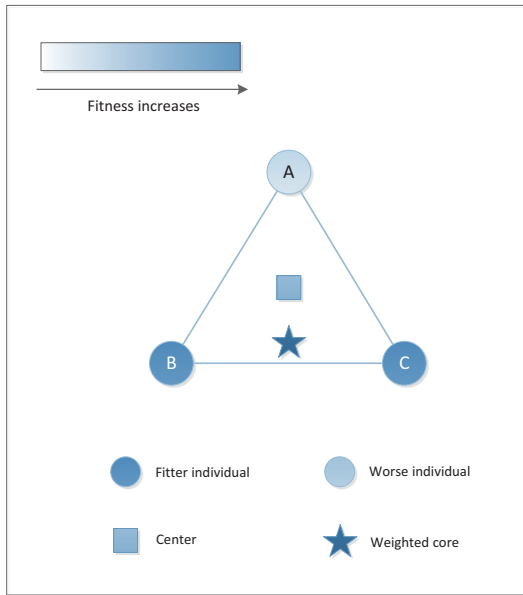 Fitness increases
A
B
C
Fitter individual
Worse individual
Center
Weighted core